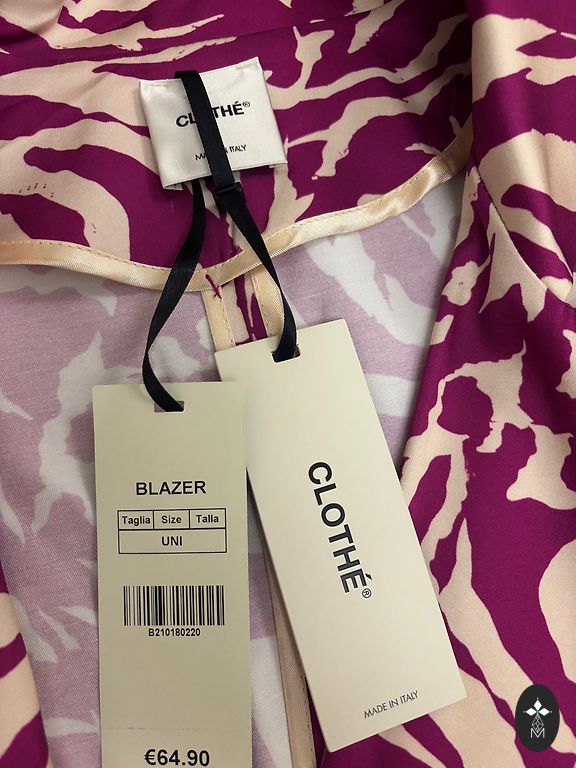 CLOTHÉ®
MADE IN ITALY
BLAZER
Taglia Size Talla
UNI
B210180220
€64.90
CLOTHÉ®
MADE IN ITALY